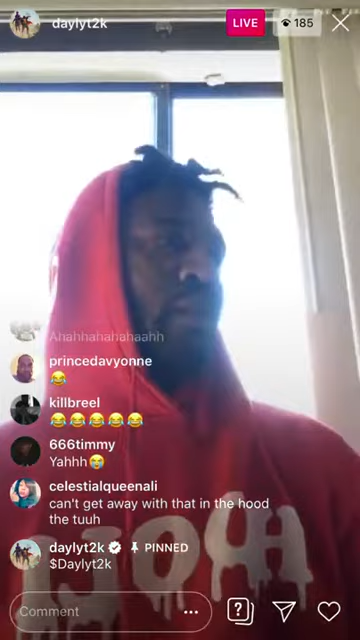 daylyt2k
LIVE
185
Ahahhahahahaahh
princedavyonne
😂
killbreel
😂😂😂😂😂
666timmy
Yahhh😭
celestialqueenali
can't get away with that in the hood
the tuuh
daylyt2k PINNED
$Daylyt2k
Comment